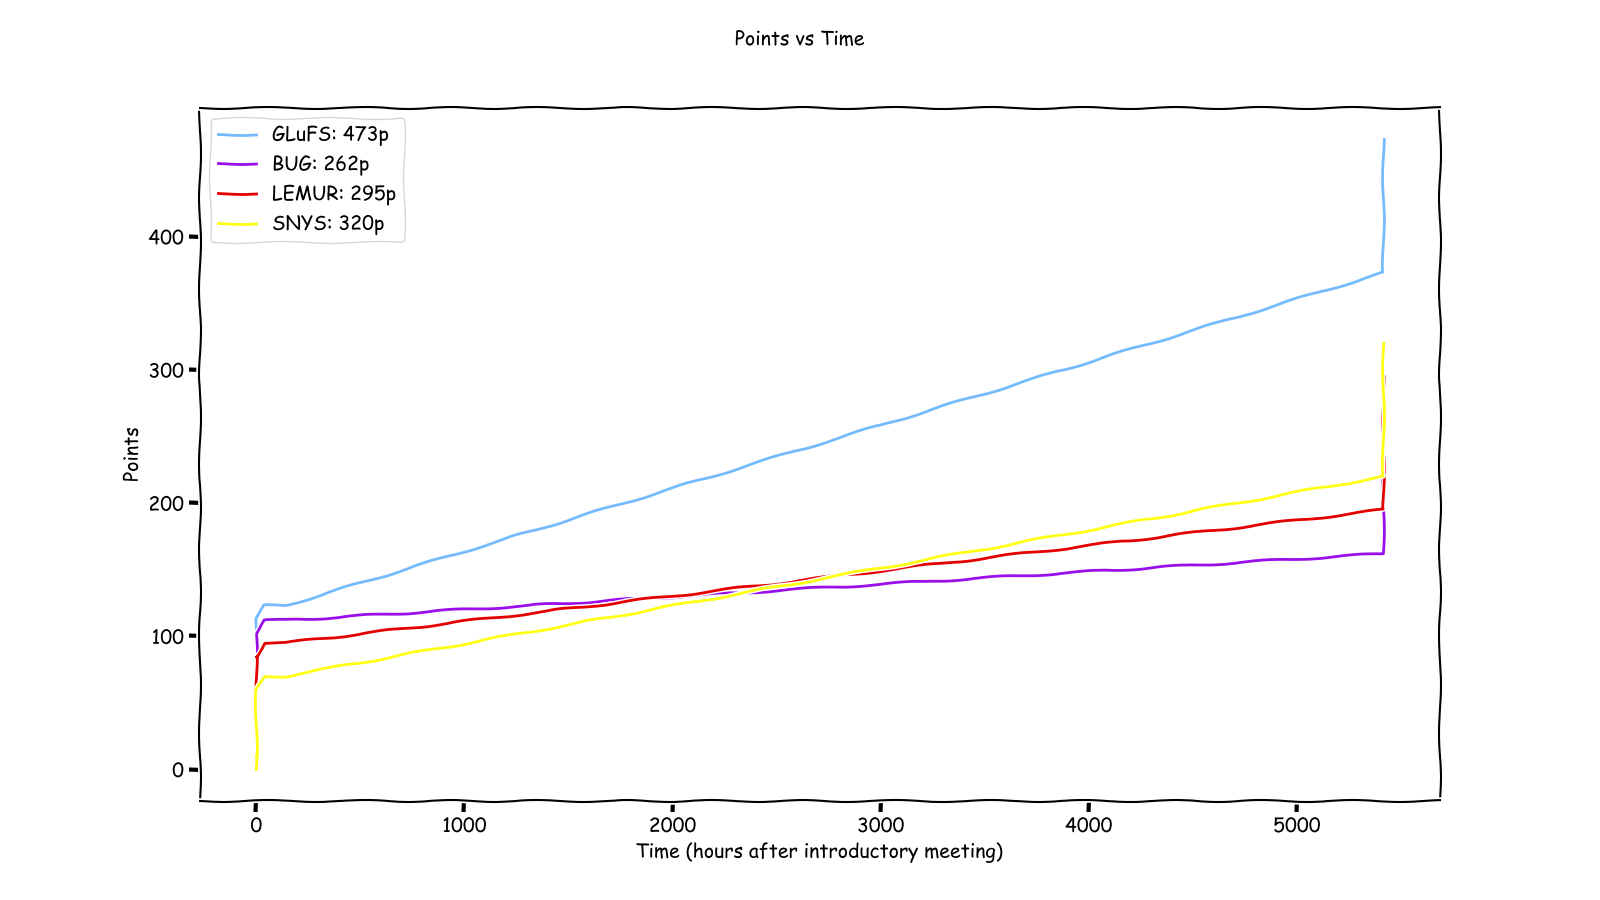 Points vs Time
GLuFS: 473p
BUG: 262p
LEMUR: 295p
SNYS: 320p
400
300
200
100
0
Points
0 1000 2000 3000 4000 5000
Time (hours after introductory meeting)